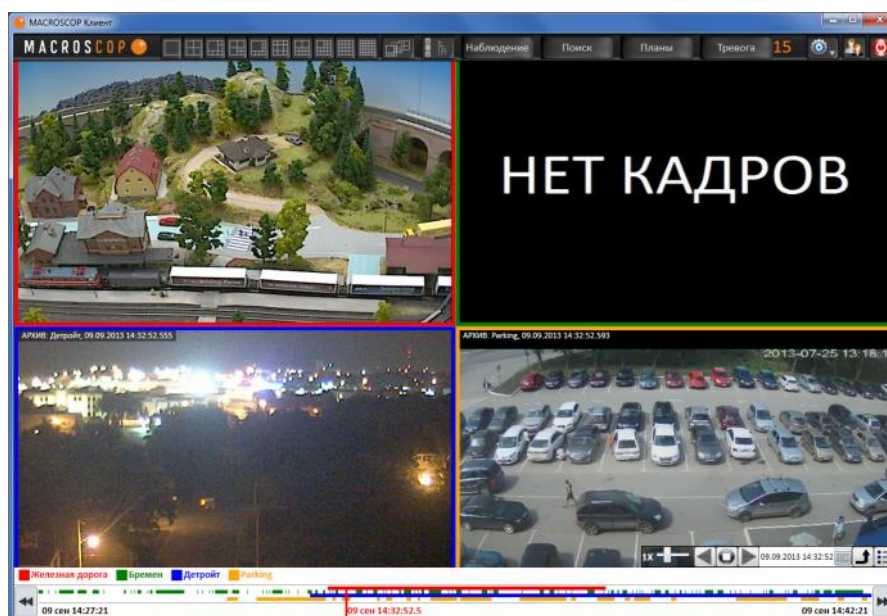 MACROSCOP Клиент
MACROSCOP Наблюдение Поиск Планы Тревога 15
НЕТ КАДРОВ
АРХИВ: Детройт, 09.09.2013 14:32:52.555
АРХИВ: Parking, 09.09.2013 14:32:52.593
2013-07-25 13:18:1
1X 09.09.2013 14:32:52
Железная дорога Бремен Детройт Parking
09 сен 14:27:21 09 сен 14:32:52.5 09 сен 14:42:21